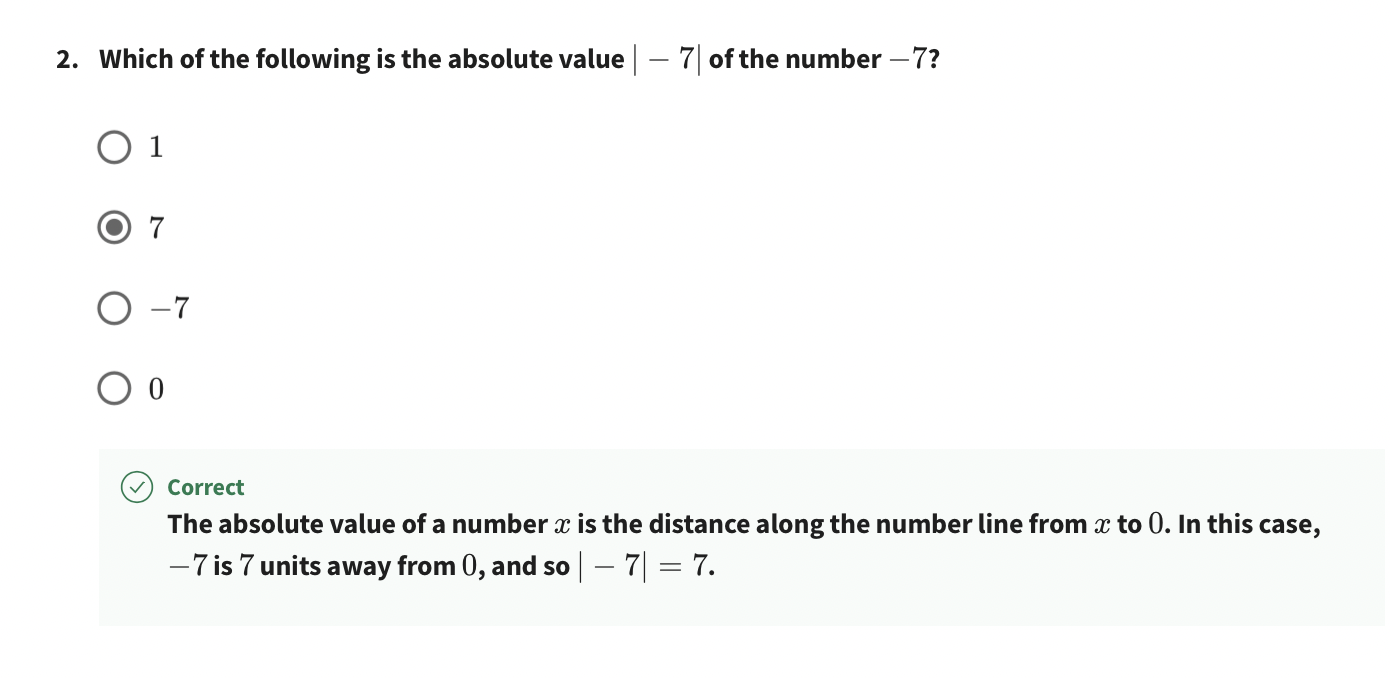 2. Which of the following is the absolute value | − 7| of the number −7?
1
7
−7
0
Correct
The absolute value of a number x is the distance along the number line from x to 0. In this case,
−7 is 7 units away from 0, and so | − 7| = 7.